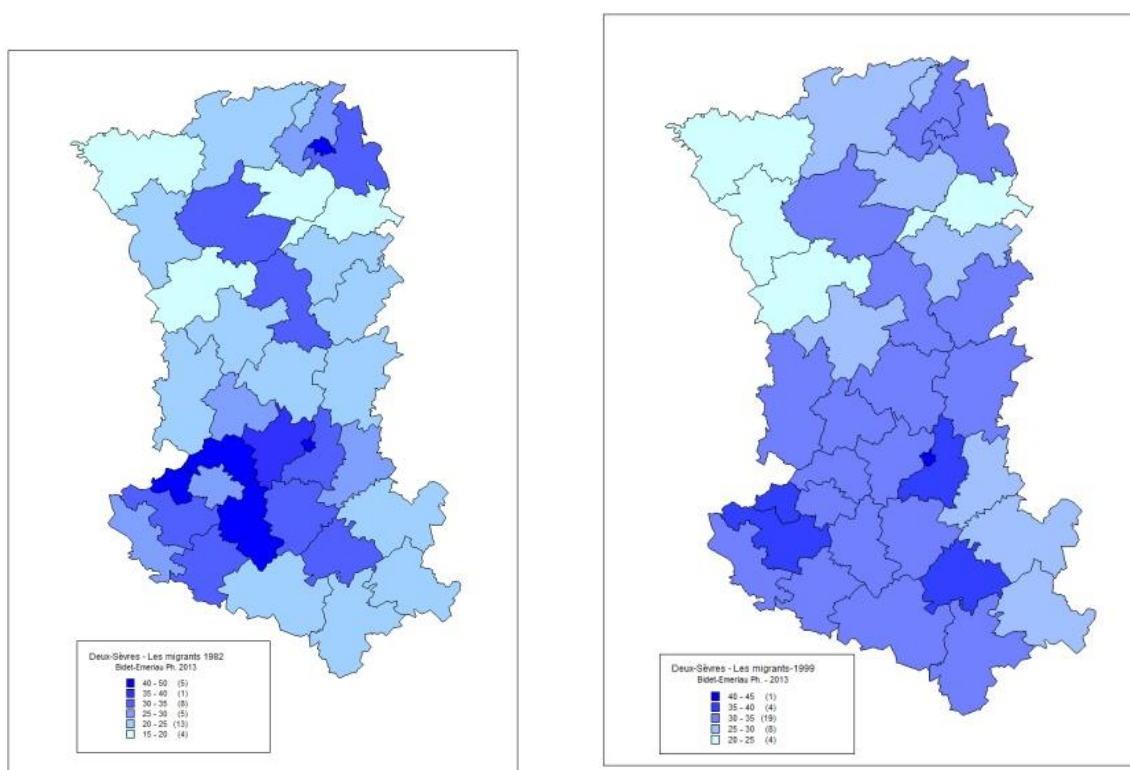 Deux-Sèvres - Les migrants 1982
Bidet-Emeriau Ph. 2013
40 - 50 (5)
35 - 40 (1)
30 - 35 (8)
25 - 30 (5)
20 - 25 (13)
15 - 20 (4)
Deux-Sèvres - Les migrants-1999
Bidet-Emeriau Ph. - 2013
40 - 45 (1)
35 - 40 (4)
30 - 35 (19)
25 - 30 (8)
20 - 25 (4)